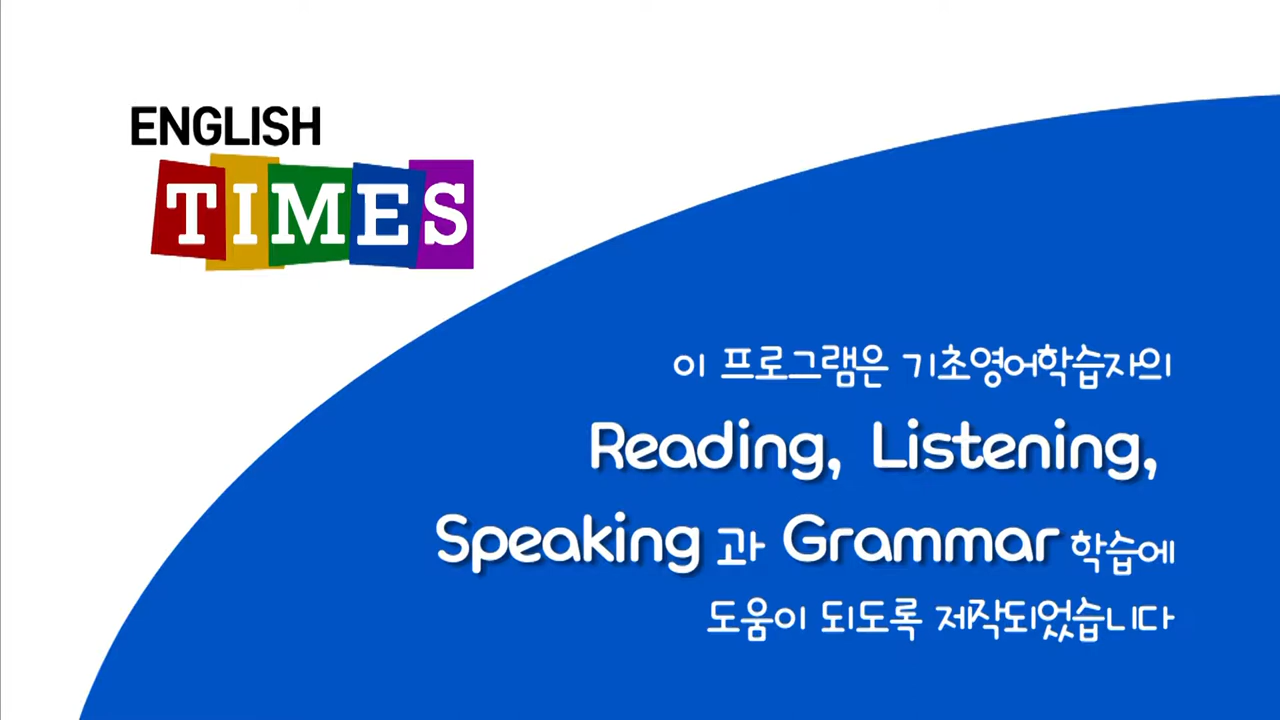 ENGLISH
TIMES
이 프로그램은 기초영어학습자의
Reading, Listening,
Speaking 과 Grammar 학습에
도움이 되도록 제작되었습니다